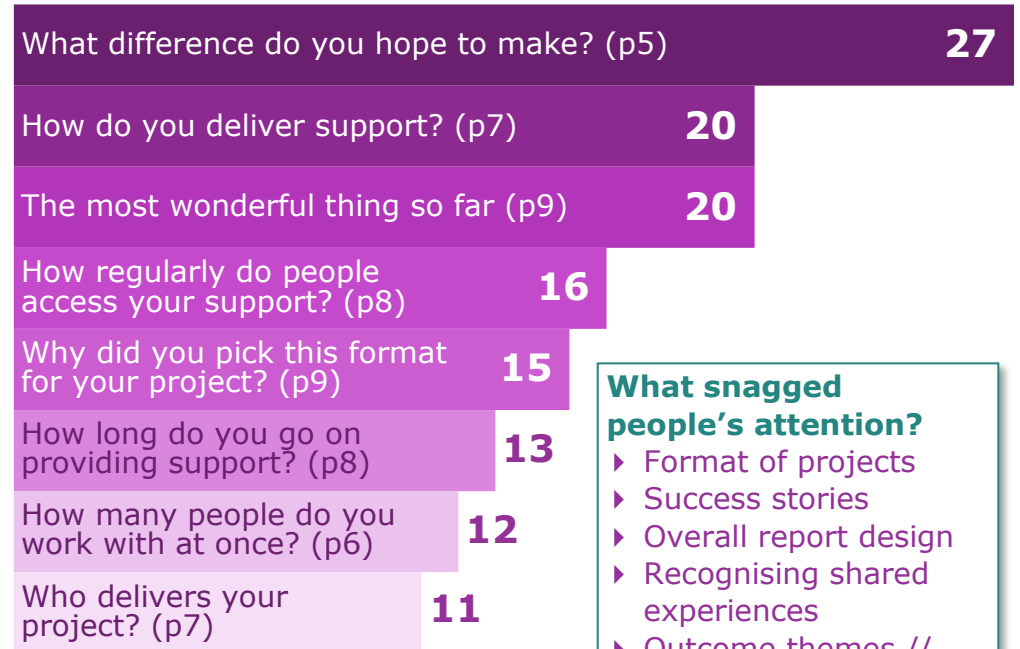 What difference do you hope to make? (p5) 27
How do you deliver support? (p7) 20
The most wonderful thing so far (p9) 20
How regularly do people
access your support? (p8) 16
Why did you pick this format
for your project? (p9) 15
How long do you go on
providing support? (p8) 13
How many people do you
work with at once? (p6) 12
Who delivers your
project? (p7) 11
What snagged
people’s attention?
Format of projects
Success stories
Overall report design
Recognising shared
experiences
Outcome themes //